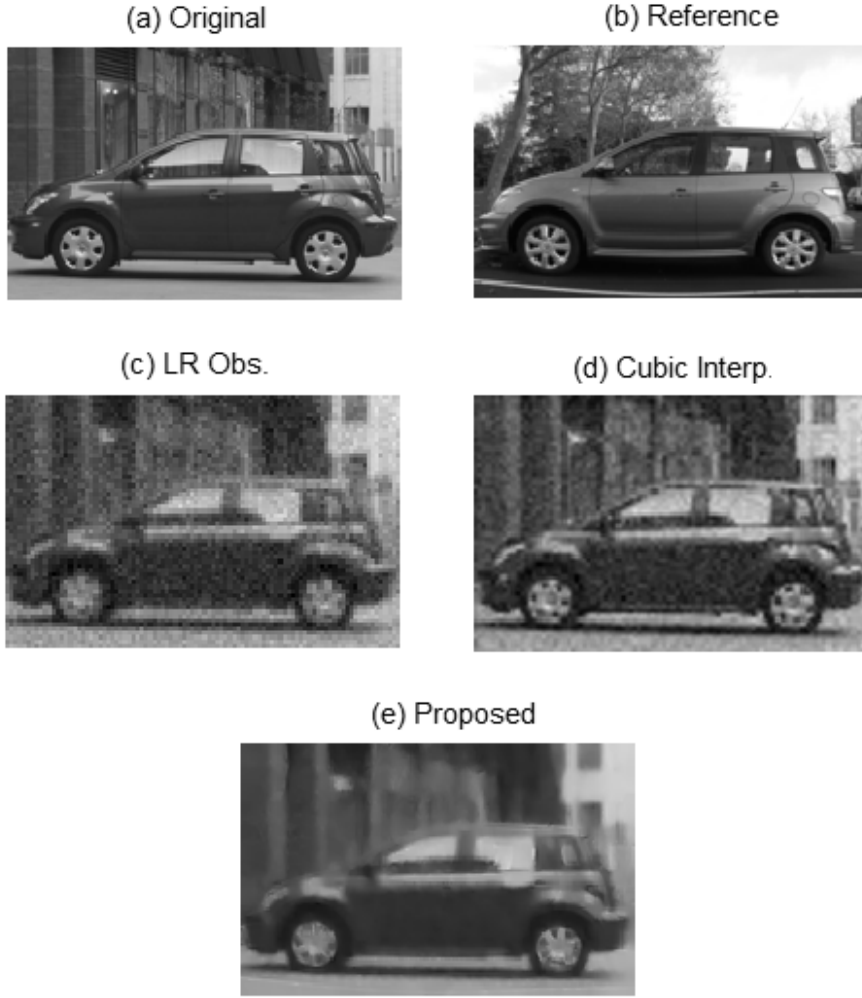 (a) Original
(b) Reference
(c) LR Obs.
(d) Cubic Interp.
(e) Proposed